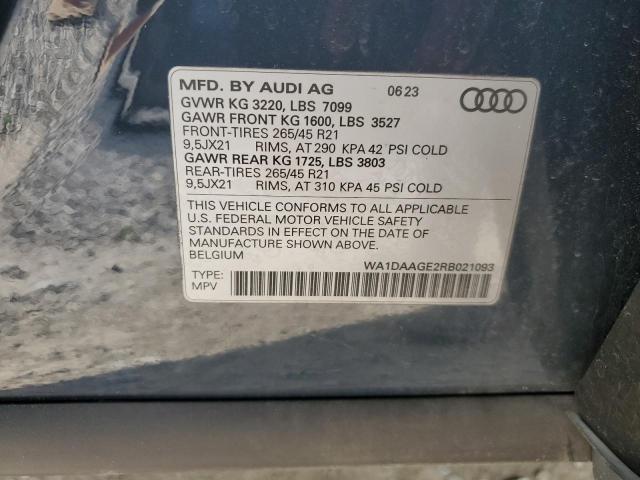 MFD. BY AUDI AG 06 23
GVWR KG 3220, LBS 7099
GAWR FRONT KG 1600, LBS 3527
FRONT-TIRES 265/45 R21
9,5JX21 RIMS, AT 290 KPA 42 PSI COLD
GAWR REAR KG 1725, LBS 3803
REAR-TIRES 265/45 R21
9,5JX21 RIMS, AT 310 KPA 45 PSI COLD
THIS VEHICLE CONFORMS TO ALL APPLICABLE
U.S. FEDERAL MOTOR VEHICLE SAFETY
STANDARDS IN EFFECT ON THE DATE OF
MANUFACTURE SHOWN ABOVE.
BELGIUM
WA1DAAGE2RB021093
TYPE:
MPV